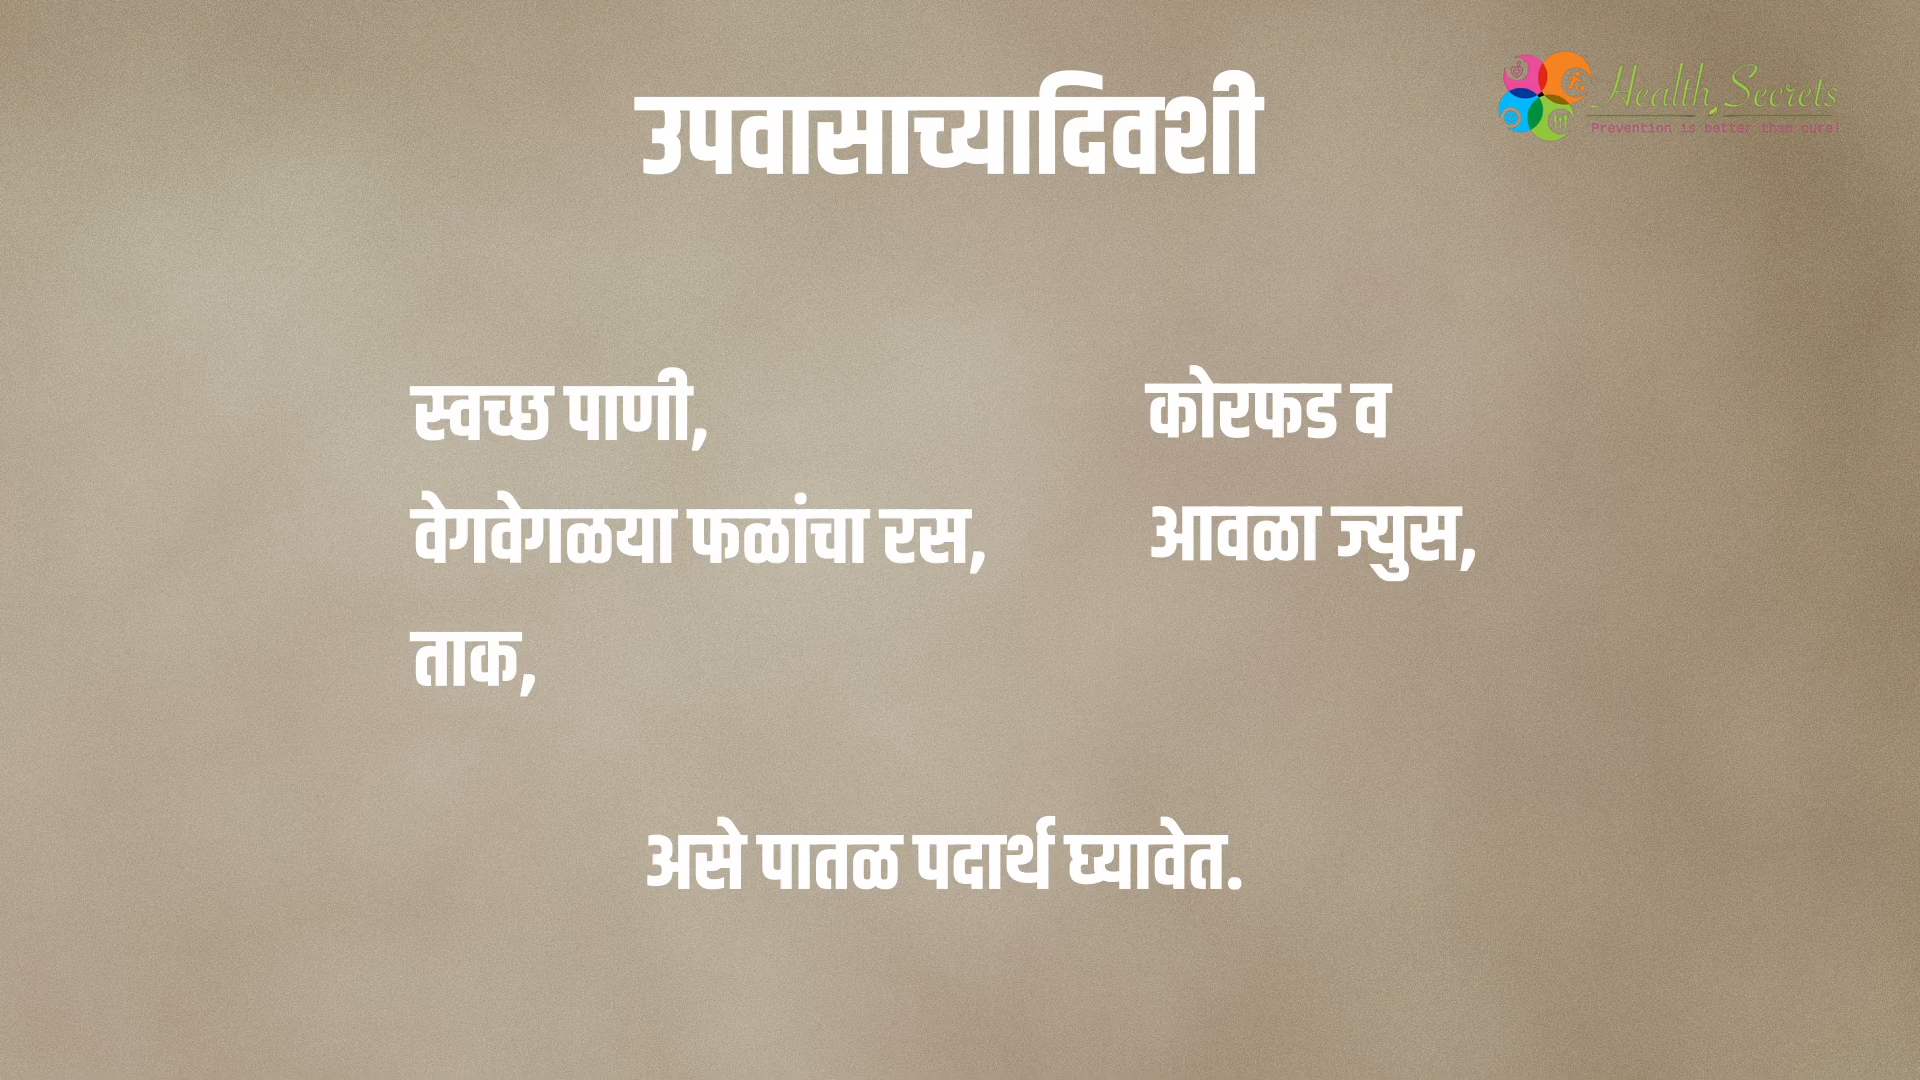 Health Secrets
Prevention is better than cure!
उपवासाच्यादिवशी
स्वच्छ पाणी,
वेगवेगळया फळांचा रस,
ताक,
कोरफड व
आवळा ज्युस,
असे पातळ पदार्थ घ्यावेत.